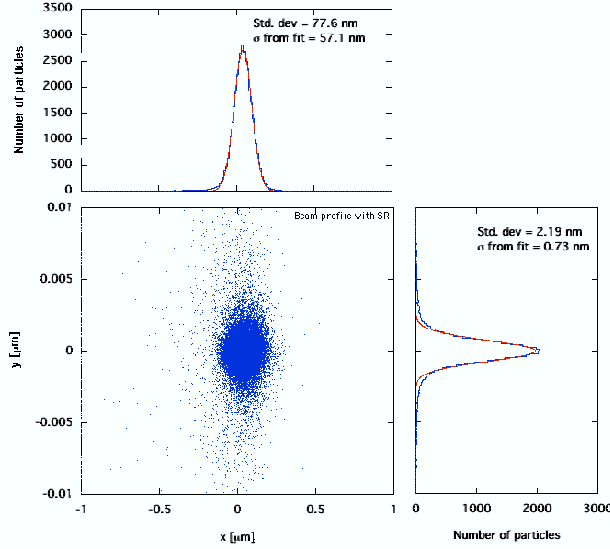 3500
3000
2500
2000
1500
1000
500
0
Number of particles
Std. dev = 77.6 nm
σ from fit = 57.1 nm
Beam profile with SR
0.01
0.005
0
-0.005
-0.01
y [μm]
-1
-0.5
0
0.5
1
x [μm]
Std. dev = 2.19 nm
σ from fit = 0.73 nm
0
1000
2000
3000
Number of particles